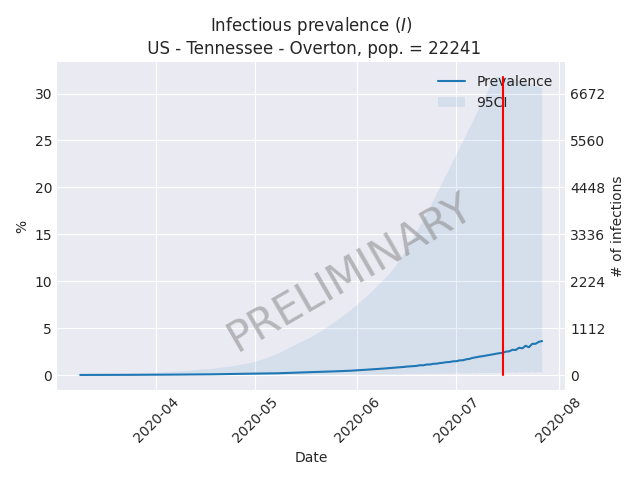 Infectious prevalence (I)
US - Tennessee - Overton, pop. = 22241
Prevalence
95CI
30
25
20
15
10
5
0
%
6672
5560
4448
3336
2224
1112
0
# of infections
PRELIMINARY
2020-04
2020-05
2020-06
2020-07
2020-08
Date